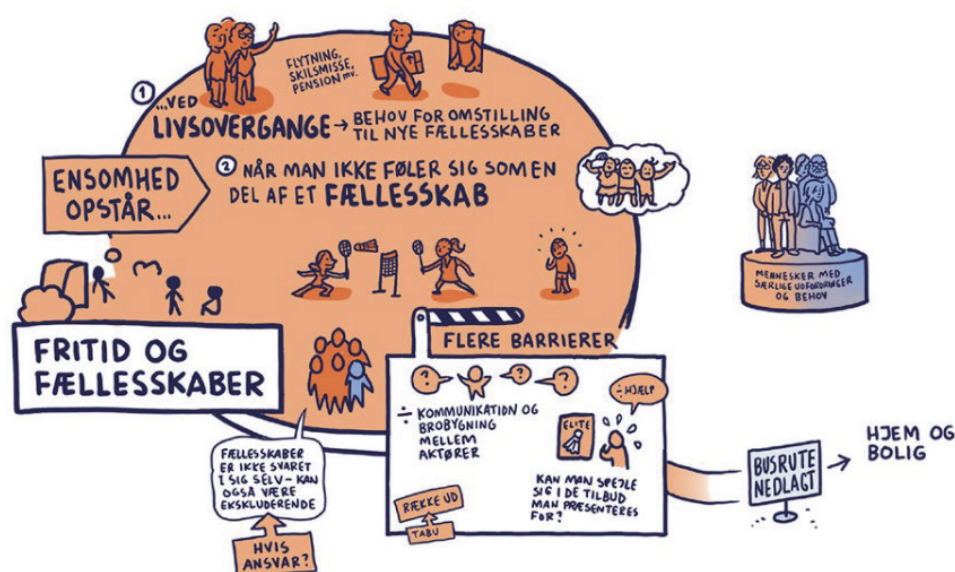 FLYTNING,
SKILSMISSE,
PENSION mv.
1
...VED
LIVSOVERGANGE → BEHOV FOR OMSTILLING
TIL NYE FÆLLESSKABER
ENSOMHED
OPSTÅR...
2 NÅR MAN IKKE FØLER SIG SOM EN
DEL AF ET FÆLLESSKAB
MENNESKER MED
SÆRLIGE UDFORDRINGER
OG BEHOV
FRITID OG
FÆLLESSKABER
FLERE BARRIERER
? ? ?
÷ KOMMUNIKATION OG
BROBYGNING
MELLEM
AKTØRER
÷ HJÆLP
ELITE
KAN MAN SPEJLE
SIG I DE TILBUD
MAN PRÆSENTERES
FOR?
RÆKKE UD
TABU
FÆLLESKABER
ER IKKE SVARET
I SIG SELV - KAN
OGSÅ VÆRE
EKSKLUDERENDE
HVIS
ANSVAR?
BUSRUTE
NEDLAGT
→ HJEM OG
BOLIG